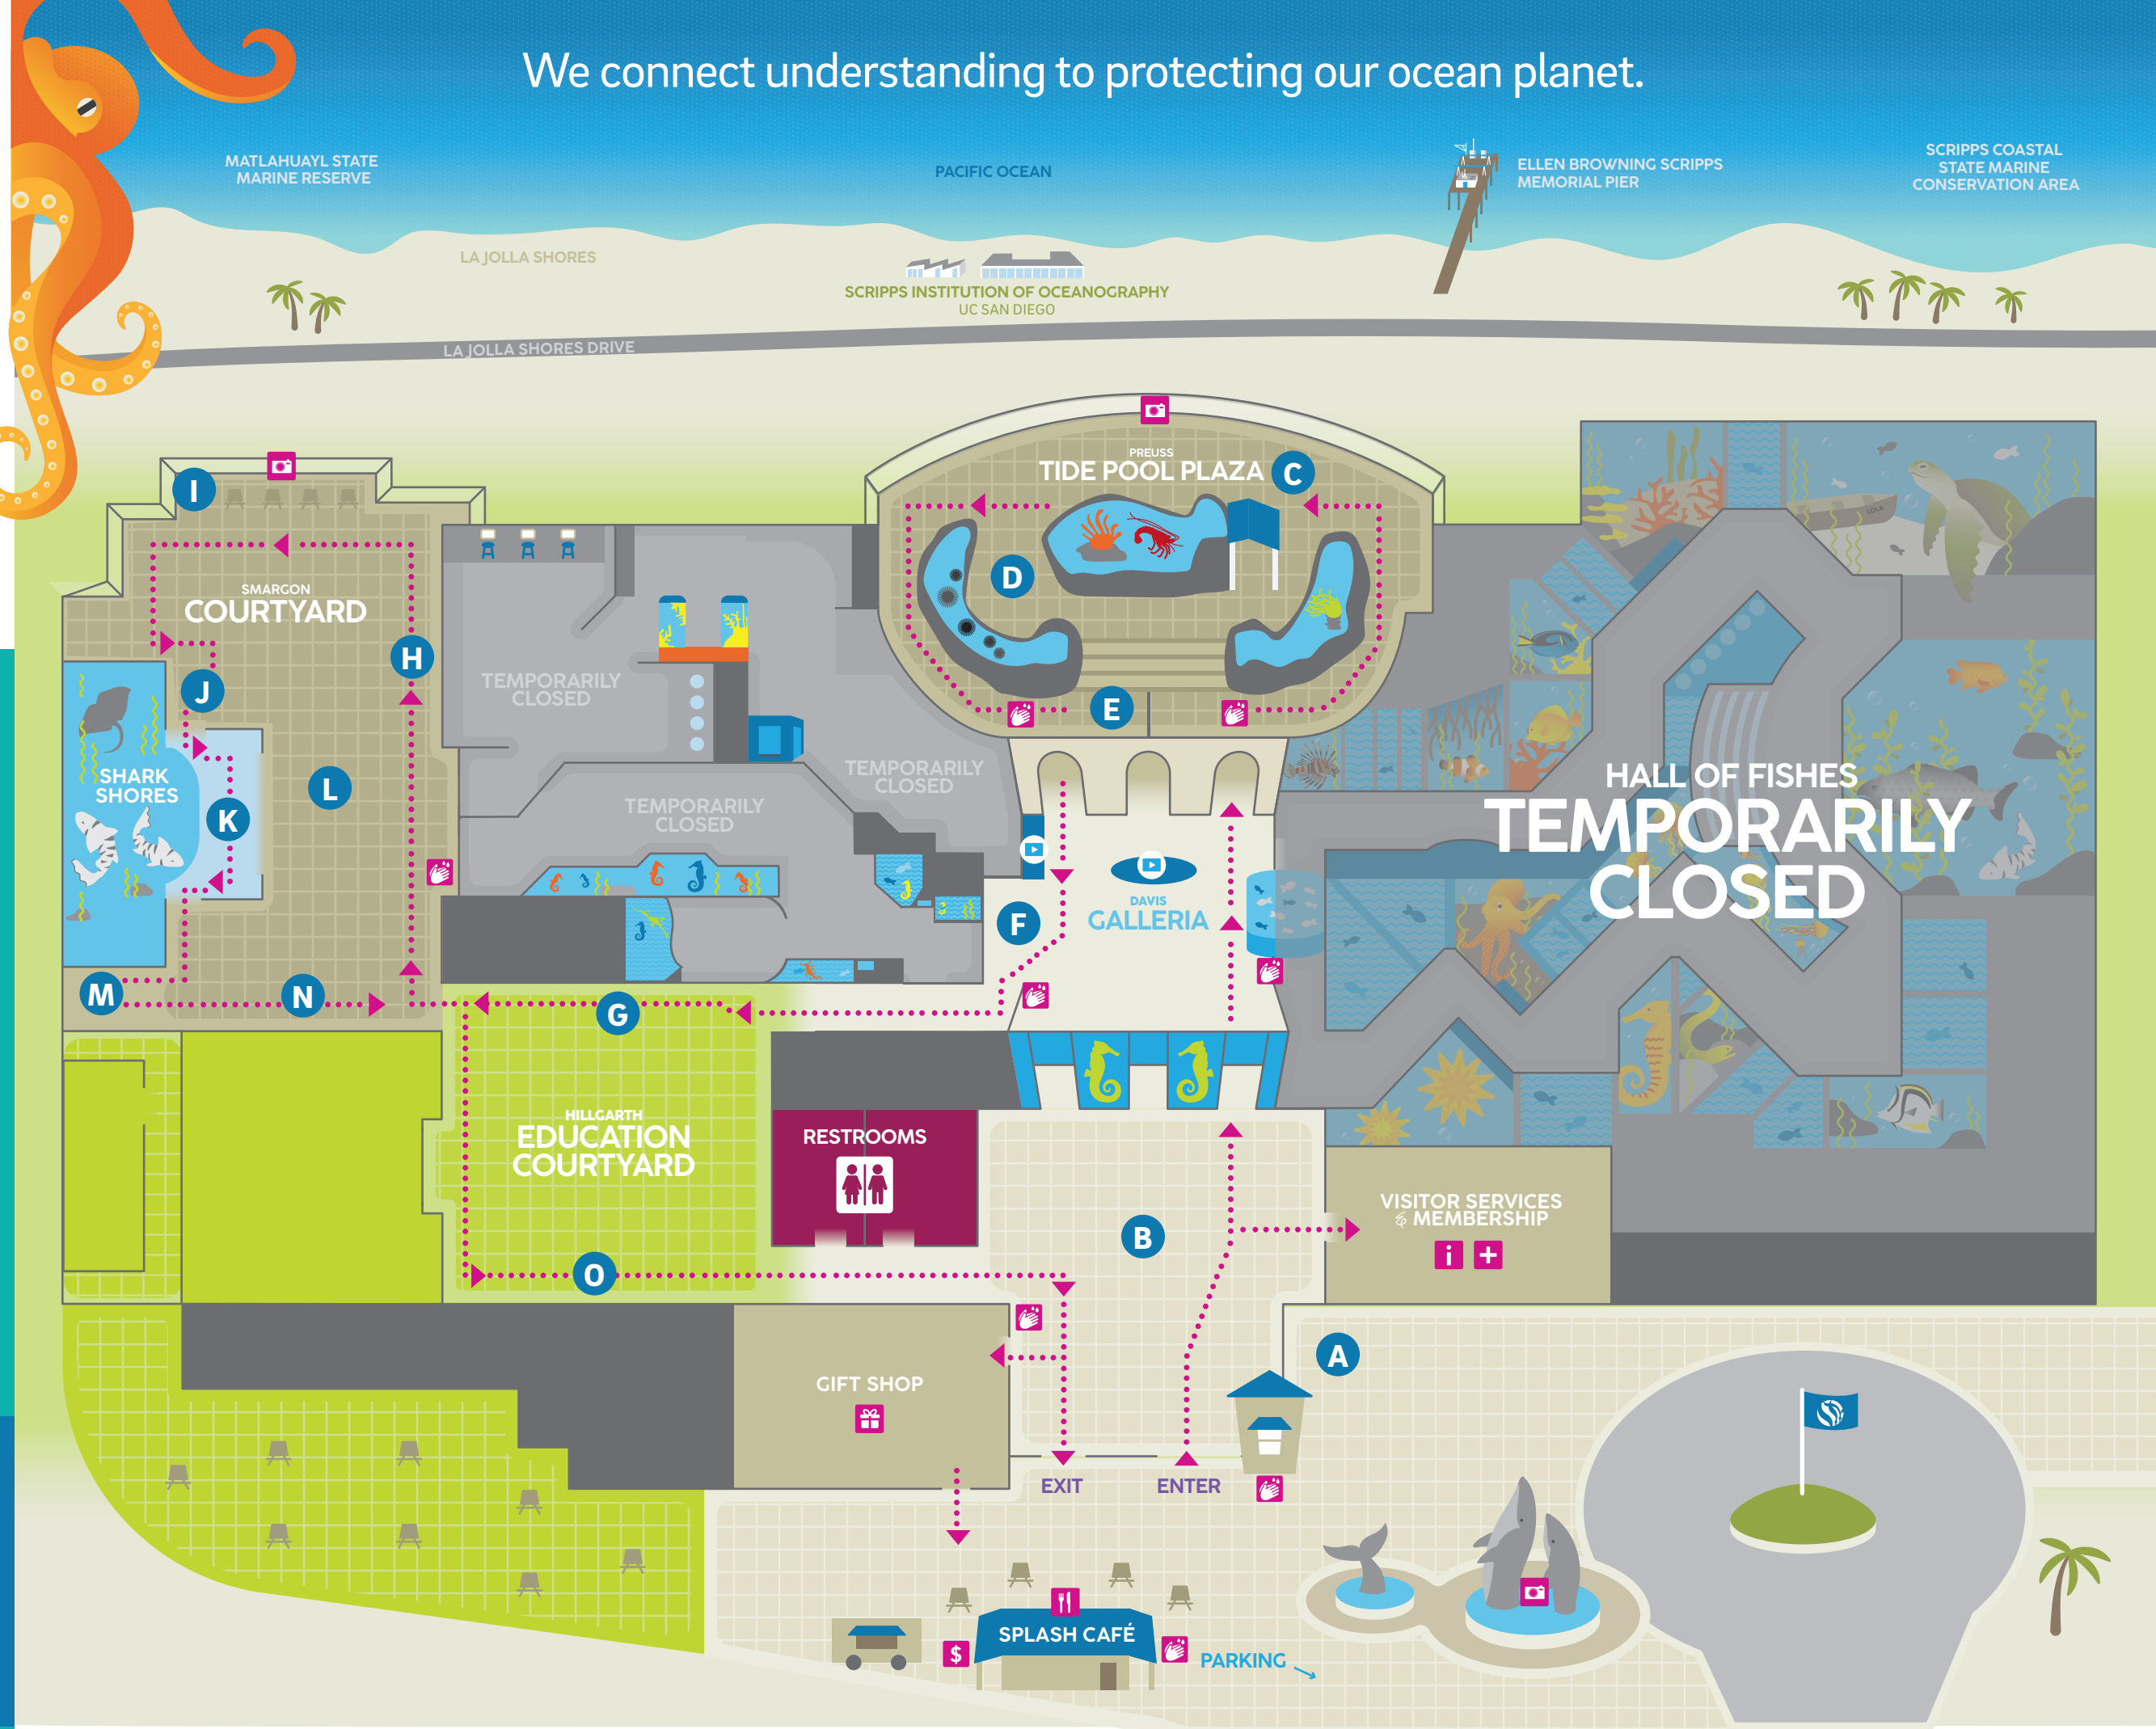 We connect understanding to protecting our ocean planet.
MATLAHUAYL STATE
MARINE RESERVE
PACIFIC OCEAN
ELLEN BROWNING SCRIPPS
MEMORIAL PIER
SCRIPPS COASTAL
STATE MARINE
CONSERVATION AREA
LA JOLLA SHORES
SCRIPPS INSTITUTION OF OCEANOGRAPHY
UC SAN DIEGO
LA JOLLA SHORES DRIVE
PREUSS
TIDE POOL PLAZA
C
I
LOLA
D
SMARGON
COURTYARD
H
J
TEMPORARILY
CLOSED
E
SHARK
SHORES
L
K
TEMPORARILY
CLOSED
TEMPORARILY
CLOSED
HALL OF FISHES
TEMPORARILY
CLOSED
F
DAVIS
GALLERIA
M
N
G
HILLGARTH
EDUCATION
COURTYARD
RESTROOMS
VISITOR SERVICES
& MEMBERSHIP
i +
B
O
A
GIFT SHOP
EXIT
ENTER
SPLASH CAFÉ
$
PARKING